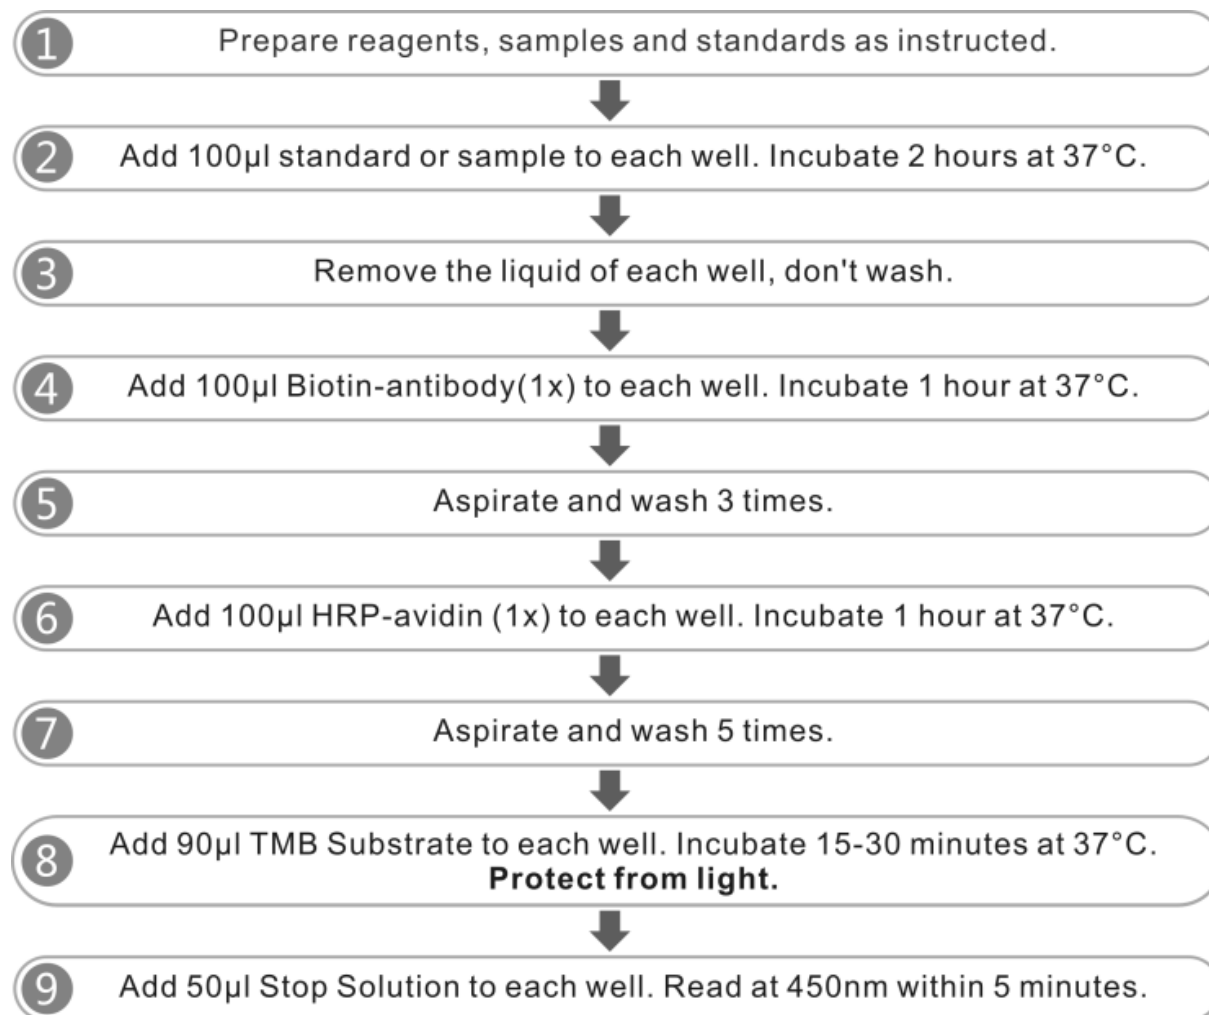 1 Prepare reagents, samples and standards as instructed.
2 Add 100µl standard or sample to each well. Incubate 2 hours at 37°C.
3 Remove the liquid of each well, don't wash.
4 Add 100µl Biotin-antibody(1x) to each well. Incubate 1 hour at 37°C.
5 Aspirate and wash 3 times.
6 Add 100µl HRP-avidin (1x) to each well. Incubate 1 hour at 37°C.
7 Aspirate and wash 5 times.
8 Add 90µl TMB Substrate to each well. Incubate 15-30 minutes at 37°C.
Protect from light.
9 Add 50µl Stop Solution to each well. Read at 450nm within 5 minutes.